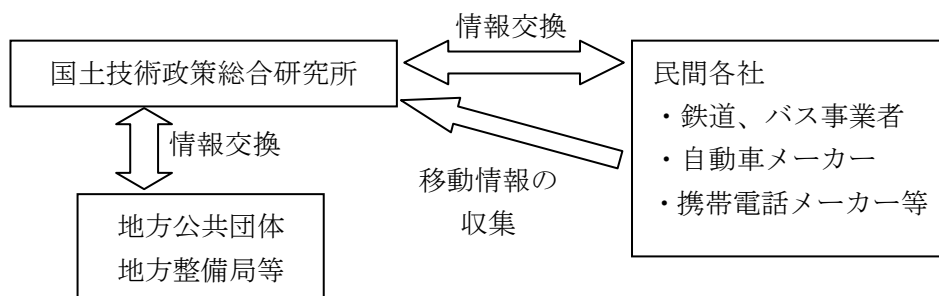 情報交換
国土技術政策総合研究所
民間各社
・鉄道、バス事業者
・自動車メーカー
・携帯電話メーカー等
情報交換
移動情報の
収集
地方公共団体
地方整備局等